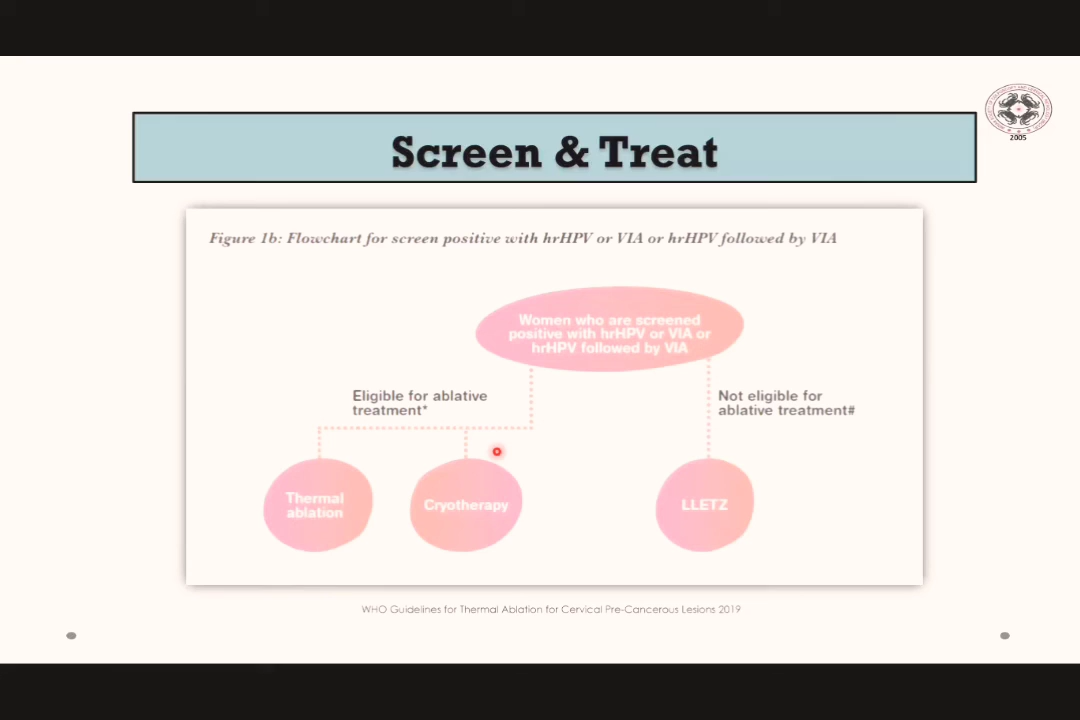 2005
Screen & Treat
Figure 1b: Flowchart for screen positive with hrHPV or VIA or hrHPV followed by VIA
Women who are screened
positive with hrHPV or VIA or
hrHPV followed by VIA
Eligible for ablative
treatment*
Not eligible for
ablative treatment#
Thermal
ablation
Cryotherapy
LLETZ
WHO Guidelines for Thermal Ablation for Cervical Pre-Cancerous Lesions 2019